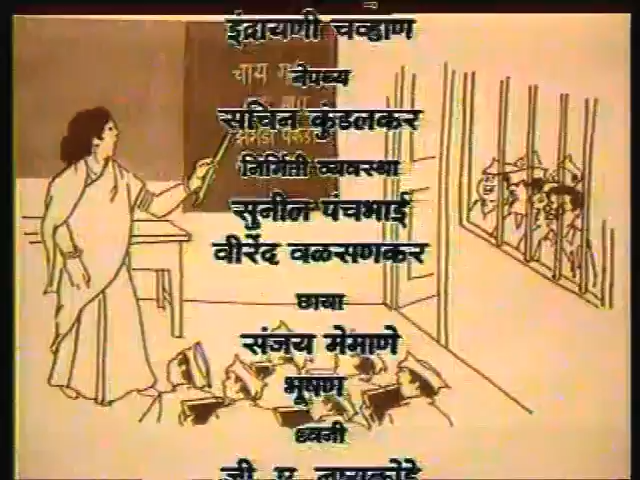 इंद्रायणी चव्हाण
चाय ग
नेपथ्य
सचिन कुंडलकर
निर्मिती व्यवस्था
सुनील पंचभाई
वीरेंद्र वळसणकर
छाया
संजय मेमाणे
भूषण
ध्वनी
जी ए